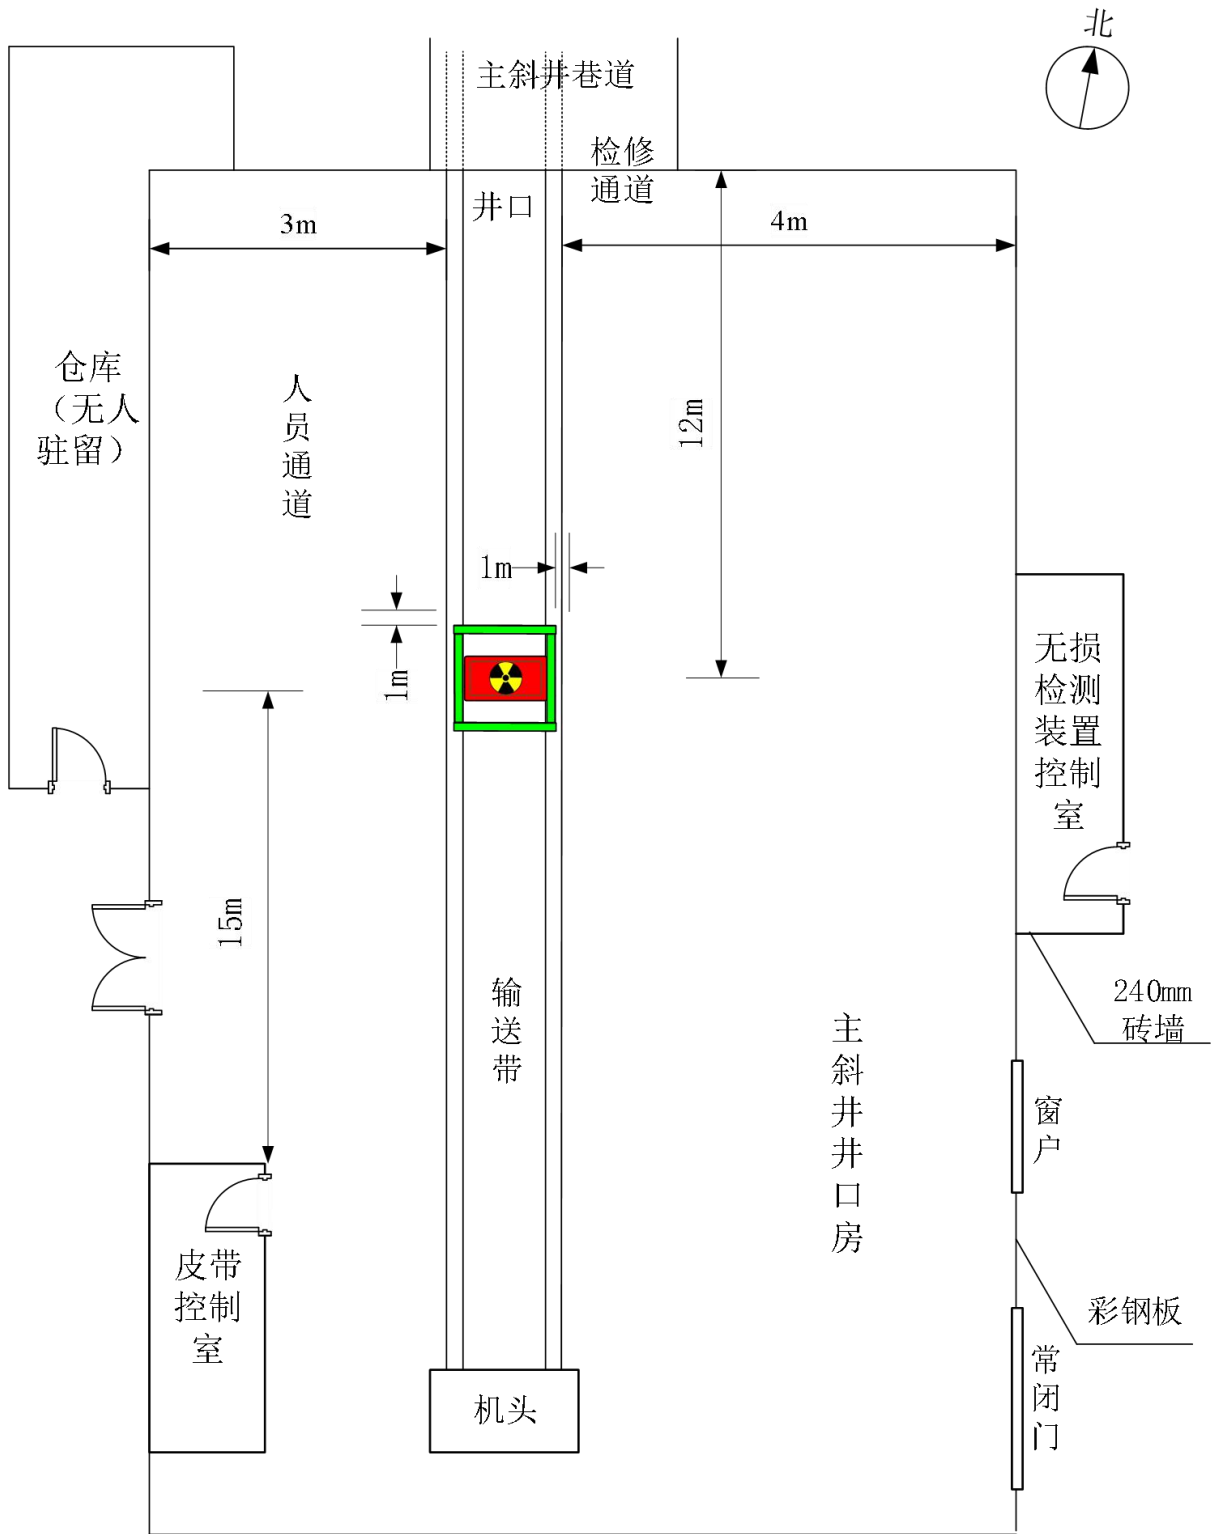 北
主斜井巷道
检修
通道
井口
3m
4m
仓库
（无人
驻留）
人
员
通
道
12m
1m
1m
无损
检测
装置
控制
室
15m
输
送
带
240mm
砖墙
主
斜
井
井
口
房
窗
户
皮带
控制
室
彩钢板
常
闭
门
机头